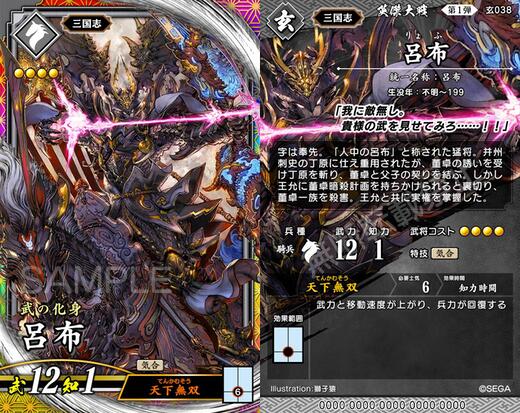 三国志
SAMPLE
武の化身
呂布
気合
武12知1
てんかむそう
天下無双
6
玄
三国志
英傑大戦
第1弾
玄038
りょふ
呂布
統一名称：呂布
生没年：不明～199
「我に敵無し。
貴様の武を見せてみろ……！！」
字は奉先。「人中の呂布」と称された猛将。并州
刺史の丁原に仕え重用されたが、董卓の誘いを受
け丁原を斬り、董卓と父子の契りを結ぶ。しかし
王允に董卓暗殺計画を持ちかけられると裏切り、
董卓一族を殺害。王允と共に実権を掌握した。
兵種 武力 知力 武将コスト
騎兵 12 1 特技 気合
てんかむそう 必要士気 効果時間
天下無双 6 知力時間
効果範囲
武力と移動速度が上がり、兵力が回復する
Illustration:獅子猿
©SEGA
0000-0000-0000-0000-0000-0000